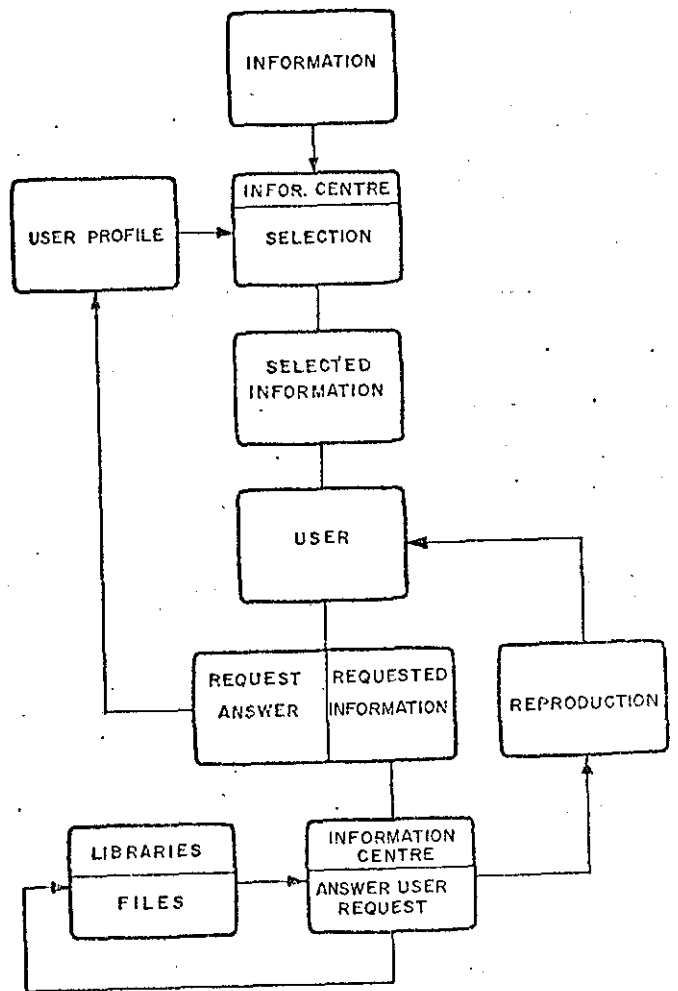 INFORMATION
INFOR. CENTRE
USER PROFILE
SELECTION
SELECTED
INFORMATION
USER
REQUEST
ANSWER
REQUESTED
INFORMATION
REPRODUCTION
LIBRARIES
FILES
INFORMATION
CENTRE
ANSWER USER
REQUEST